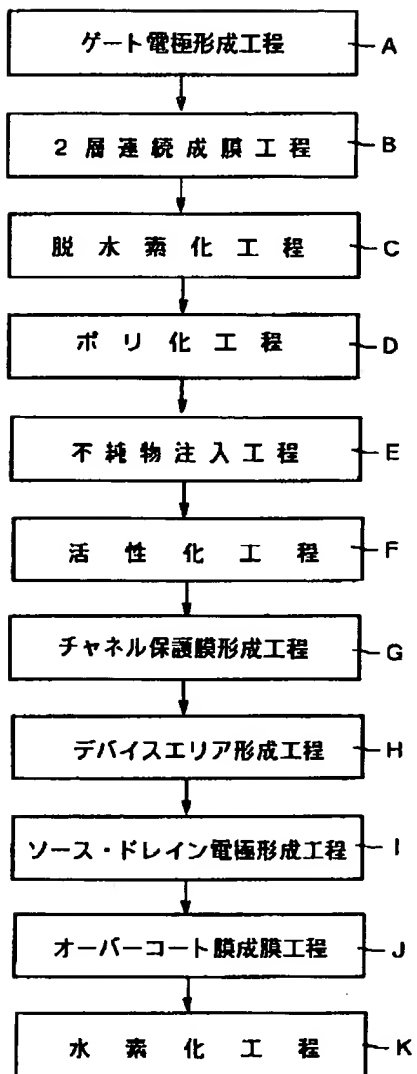 ゲート電極形成工程 A
2層連続成膜工程 B
脱水素化工程 C
ポリ化工程 D
不純物注入工程 E
活性化工程 F
チャネル保護膜形成工程 G
デバイスエリア形成工程 H
ソース・ドレイン電極形成工程 I
オーバーコート膜成膜工程 J
水素化工程 K